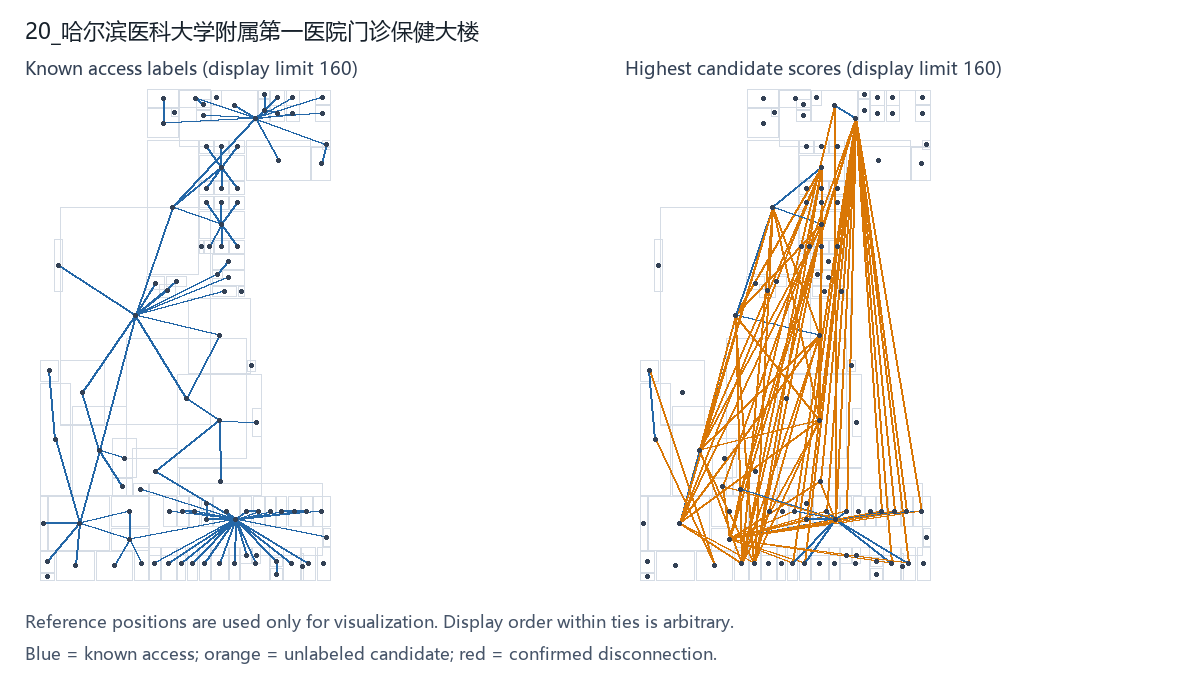 20_哈尔滨医科大学附属第一医院门诊保健大楼
Known access labels (display limit 160)
Highest candidate scores (display limit 160)
Reference positions are used only for visualization. Display order within ties is arbitrary.
Blue = known access; orange = unlabeled candidate; red = confirmed disconnection.